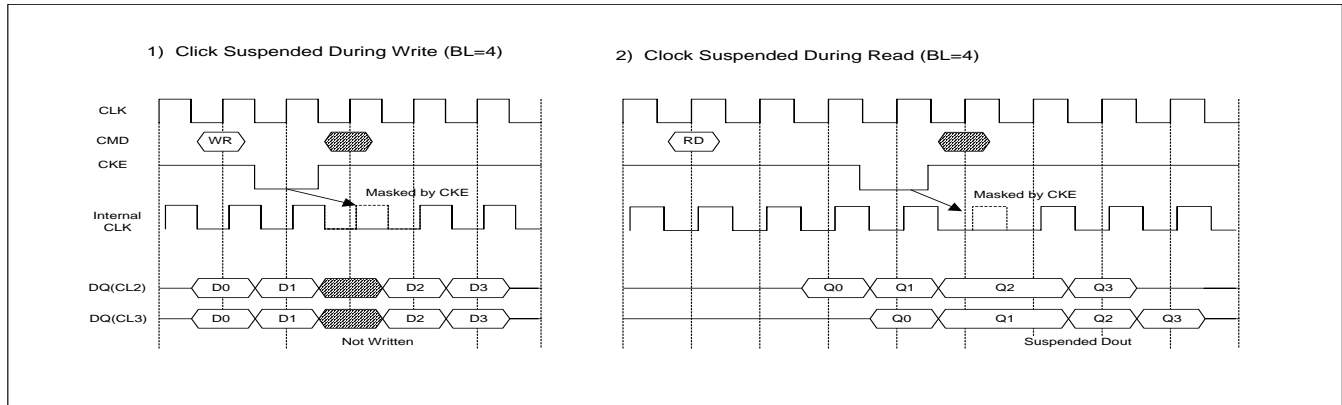 1) Click Suspended During Write (BL=4)
2) Clock Suspended During Read (BL=4)
CLK
CMD
WR
RD
CKE
Masked by CKE
Masked by CKE
Internal
CLK
DQ(CL2)
D0 D1 D2 D3
Q0 Q1 Q2 Q3
DQ(CL3)
D0 D1 D2 D3
Q0 Q1 Q2 Q3
Not Written
Suspended Dout